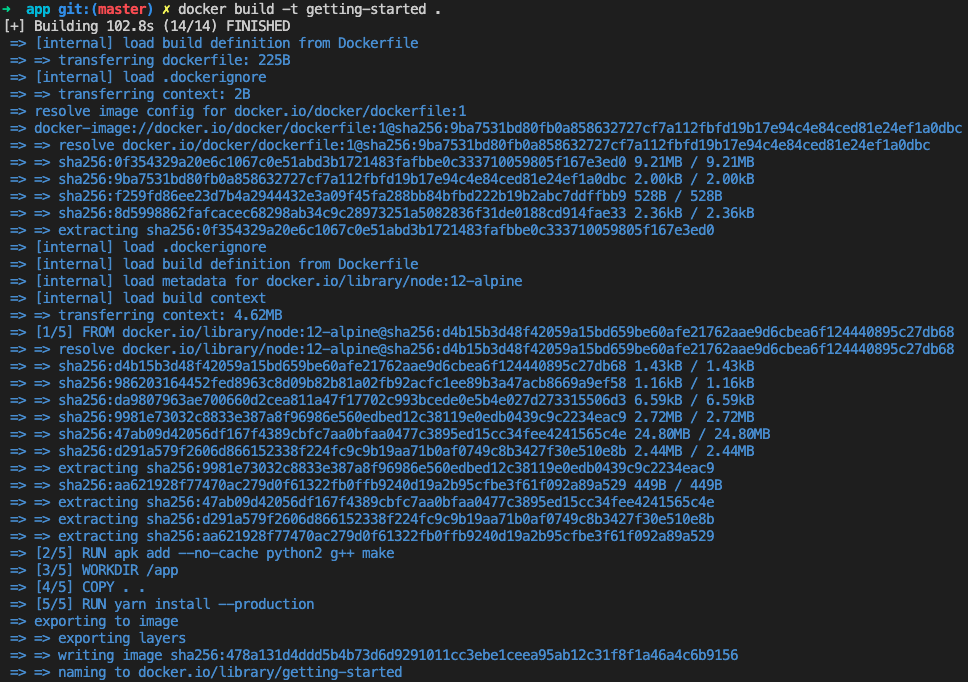 → app git:(master) ✗ docker build -t getting-started .
[+] Building 102.8s (14/14) FINISHED
=> [internal] load build definition from Dockerfile
=> => transferring dockerfile: 225B
=> [internal] load .dockerignore
=> => transferring context: 2B
=> resolve image config for docker.io/docker/dockerfile:1
=> docker-image://docker.io/docker/dockerfile:1@sha256:9ba7531bd80fb0a858632727cf7a112fbfd19b17e94c4e84ced81e24ef1a0dbc
=> => resolve docker.io/docker/dockerfile:1@sha256:9ba7531bd80fb0a858632727cf7a112fbfd19b17e94c4e84ced81e24ef1a0dbc
=> => sha256:0f354329a20e6c1067c0e51abd3b1721483fafbbe0c333710059805f167e3ed0 9.21MB / 9.21MB
=> => sha256:9ba7531bd80fb0a858632727cf7a112fbfd19b17e94c4e84ced81e24ef1a0dbc 2.00kB / 2.00kB
=> => sha256:f259fd86ee23d7b4a2944432e3a09f45fa288bb84bfbd222b19b2abc7ddffbb9 528B / 528B
=> => sha256:8d5998862fafcacec68298ab34c9c28973251a5082836f31de0188cd914fae33 2.36kB / 2.36kB
=> => extracting sha256:0f354329a20e6c1067c0e51abd3b1721483fafbbe0c333710059805f167e3ed0
=> [internal] load .dockerignore
=> [internal] load build definition from Dockerfile
=> [internal] load metadata for docker.io/library/node:12-alpine
=> [internal] load build context
=> => transferring context: 4.62MB
=> [1/5] FROM docker.io/library/node:12-alpine@sha256:d4b15b3d48f42059a15bd659be60afe21762aae9d6cbea6f124440895c27db68
=> => resolve docker.io/library/node:12-alpine@sha256:d4b15b3d48f42059a15bd659be60afe21762aae9d6cbea6f124440895c27db68
=> => sha256:d4b15b3d48f42059a15bd659be60afe21762aae9d6cbea6f124440895c27db68 1.43kB / 1.43kB
=> => sha256:986203164452fed8963c8d09b82b81a02fb92acfc1ee89b3a47acb8669a9ef58 1.16kB / 1.16kB
=> => sha256:da9807963ae700660d2cea811a47f17702c993bcede0e5b4e027d273315506d3 6.59kB / 6.59kB
=> => sha256:9981e73032c8833e387a8f96986e560edbed12c38119e0edb0439c9c2234eac9 2.72MB / 2.72MB
=> => sha256:47ab09d42056df167f4389cbfc7aa0bfaa0477c3895ed15cc34fee4241565c4e 24.80MB / 24.80MB
=> => sha256:d291a579f2606d866152338f224fc9c9b19aa71b0af0749c8b3427f30e510e8b 2.44MB / 2.44MB
=> => extracting sha256:9981e73032c8833e387a8f96986e560edbed12c38119e0edb0439c9c2234eac9
=> => sha256:aa621928f77470ac279d0f61322fb0ffb9240d19a2b95cfbe3f61f092a89a529 449B / 449B
=> => extracting sha256:47ab09d42056df167f4389cbfc7aa0bfaa0477c3895ed15cc34fee4241565c4e
=> => extracting sha256:d291a579f2606d866152338f224fc9c9b19aa71b0af0749c8b3427f30e510e8b
=> => extracting sha256:aa621928f77470ac279d0f61322fb0ffb9240d19a2b95cfbe3f61f092a89a529
=> [2/5] RUN apk add --no-cache python2 g++ make
=> [3/5] WORKDIR /app
=> [4/5] COPY . .
=> [5/5] RUN yarn install --production
=> exporting to image
=> => exporting layers
=> => writing image sha256:478a131d4ddd5b4b73d6d9291011cc3ebe1ceea95ab12c31f8f1a46a4c6b9156
=> => naming to docker.io/library/getting-started